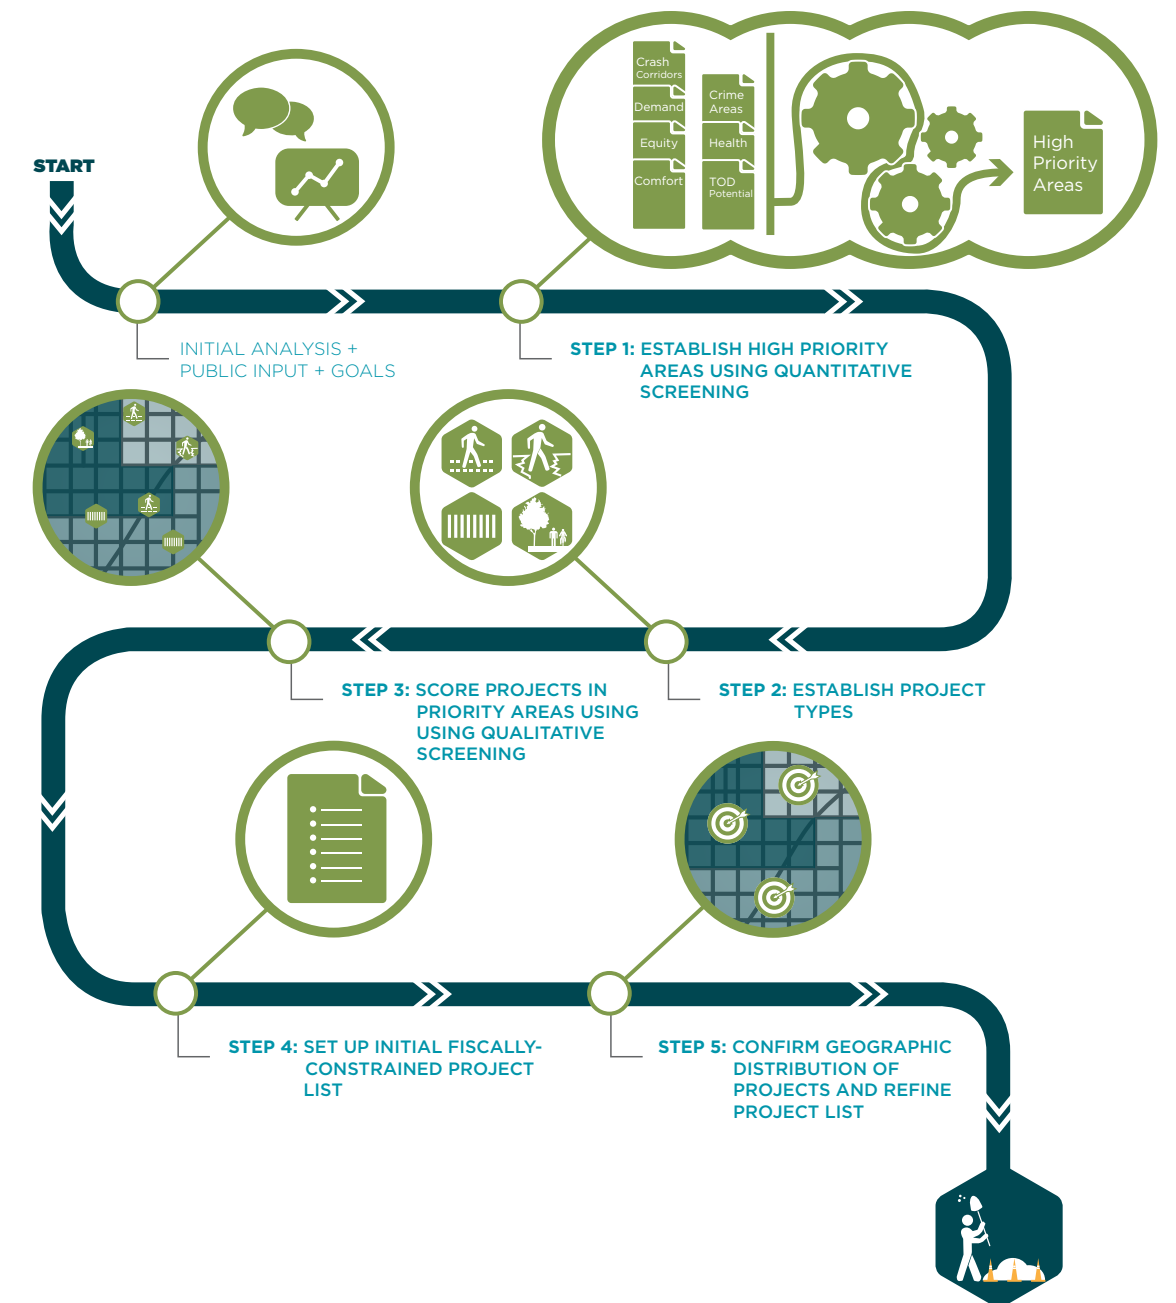 START
Crash
Corridors
Demand
Equity
Comfort
Crime
Areas
Health
TOD
Potential
High
Priority
Areas
INITIAL ANALYSIS +
PUBLIC INPUT + GOALS
STEP 1: ESTABLISH HIGH PRIORITY
AREAS USING QUANTITATIVE
SCREENING
STEP 2: ESTABLISH PROJECT
TYPES
STEP 3: SCORE PROJECTS IN
PRIORITY AREAS USING
USING QUALITATIVE
SCREENING
STEP 4: SET UP INITIAL FISCALLY-
CONSTRAINED PROJECT
LIST
STEP 5: CONFIRM GEOGRAPHIC
DISTRIBUTION OF
PROJECTS AND REFINE
PROJECT LIST